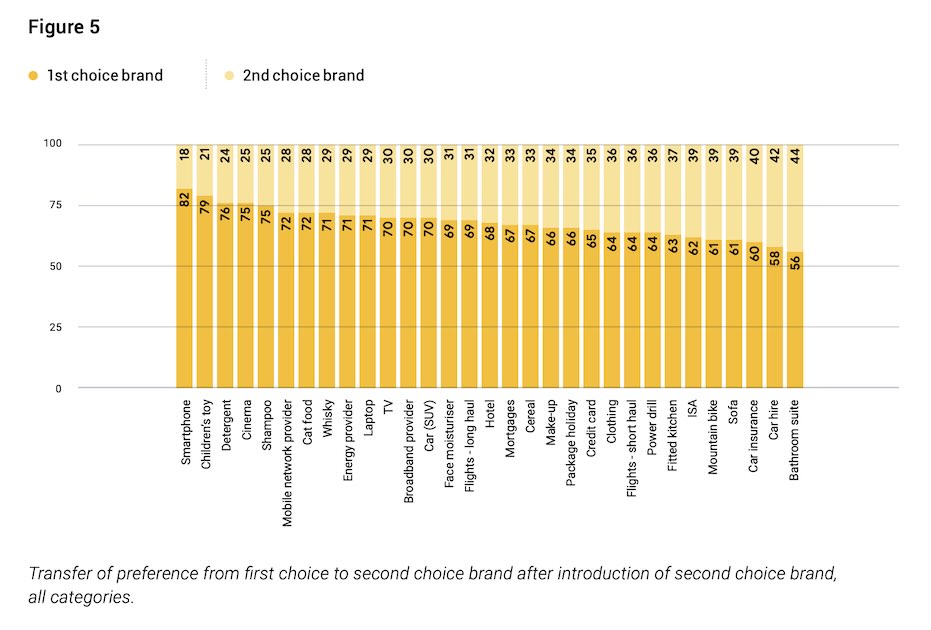 Figure 5
1st choice brand
2nd choice brand
100
75
50
25
0
18 21 24 25 25 28 28 29 29 29 30 30 30 31 31 32 33 33 34 34 35 36 36 36 37 39 39 39 40 42 44
82 79 76 75 75 72 72 71 71 71 70 70 70 69 69 68 67 67 66 66 65 64 64 64 63 62 61 61 60 58 56
Smartphone
Children's toy
Detergent
Cinema
Shampoo
Mobile network provider
Cat food
Whisky
Energy provider
Laptop
TV
Broadband provider
Car (SUV)
Face moisturiser
Flights - long haul
Hotel
Mortgages
Cereal
Make-up
Package holiday
Credit card
Clothing
Flights - short haul
Power drill
Fitted kitchen
ISA
Mountain bike
Sofa
Car insurance
Car hire
Bathroom suite
Transfer of preference from first choice to second choice brand after introduction of second choice brand,
all categories.